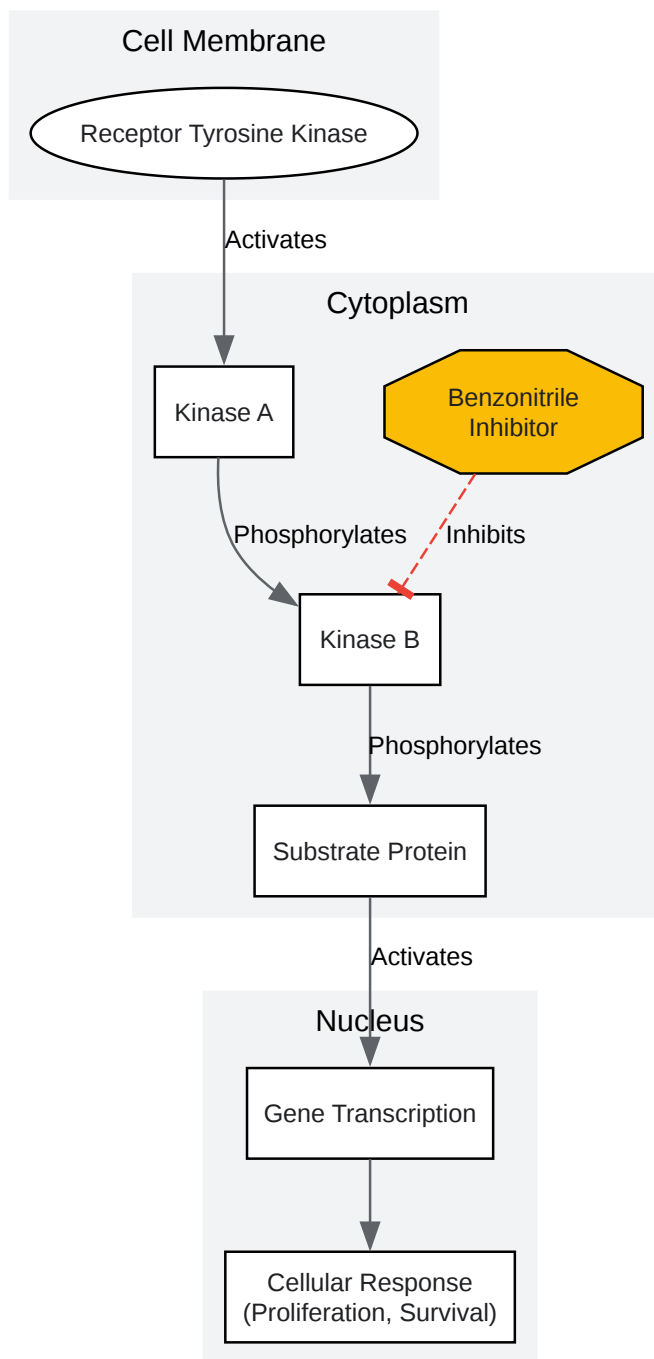 Cell Membrane
Receptor Tyrosine Kinase
Activates
Cytoplasm
Kinase A
Benzonitrile
Inhibitor
Phosphorylates
Inhibits
Kinase B
Phosphorylates
Substrate Protein
Activates
Nucleus
Gene Transcription
Cellular Response
(Proliferation, Survival)